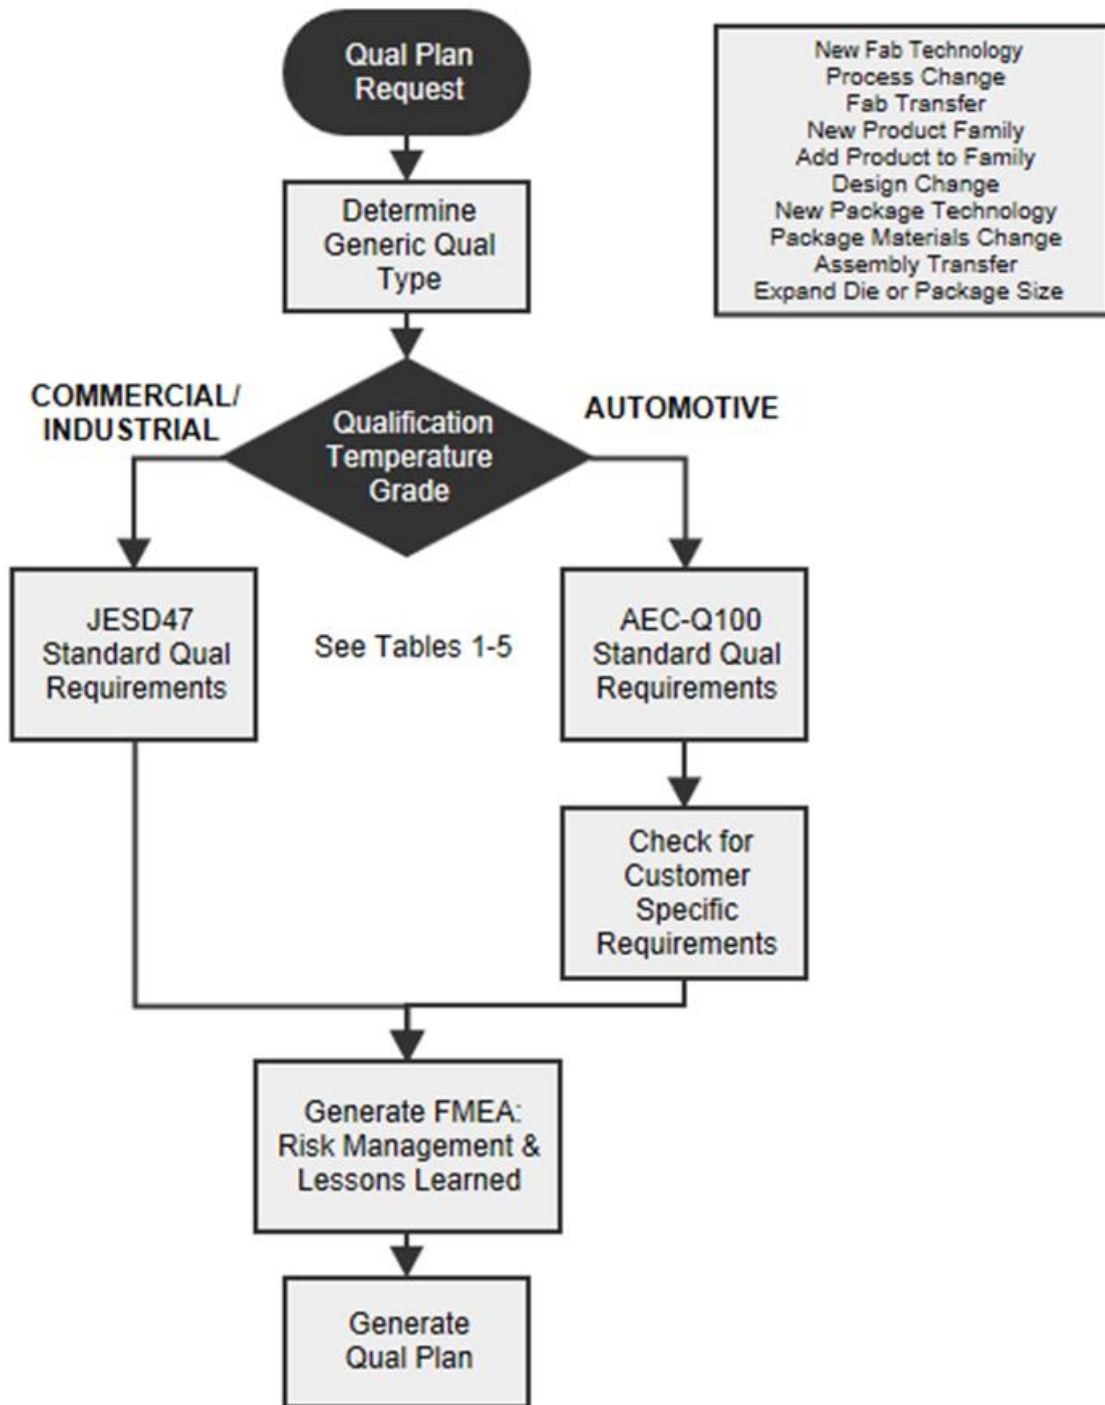 Qual Plan
Request
New Fab Technology
Process Change
Fab Transfer
New Product Family
Add Product to Family
Design Change
New Package Technology
Package Materials Change
Assembly Transfer
Expand Die or Package Size
Determine
Generic Qual
Type
COMMERCIAL/
INDUSTRIAL
Qualification
Temperature
Grade
AUTOMOTIVE
JESD47
Standard Qual
Requirements
See Tables 1-5
AEC-Q100
Standard Qual
Requirements
Check for
Customer
Specific
Requirements
Generate FMEA:
Risk Management &
Lessons Learned
Generate
Qual Plan